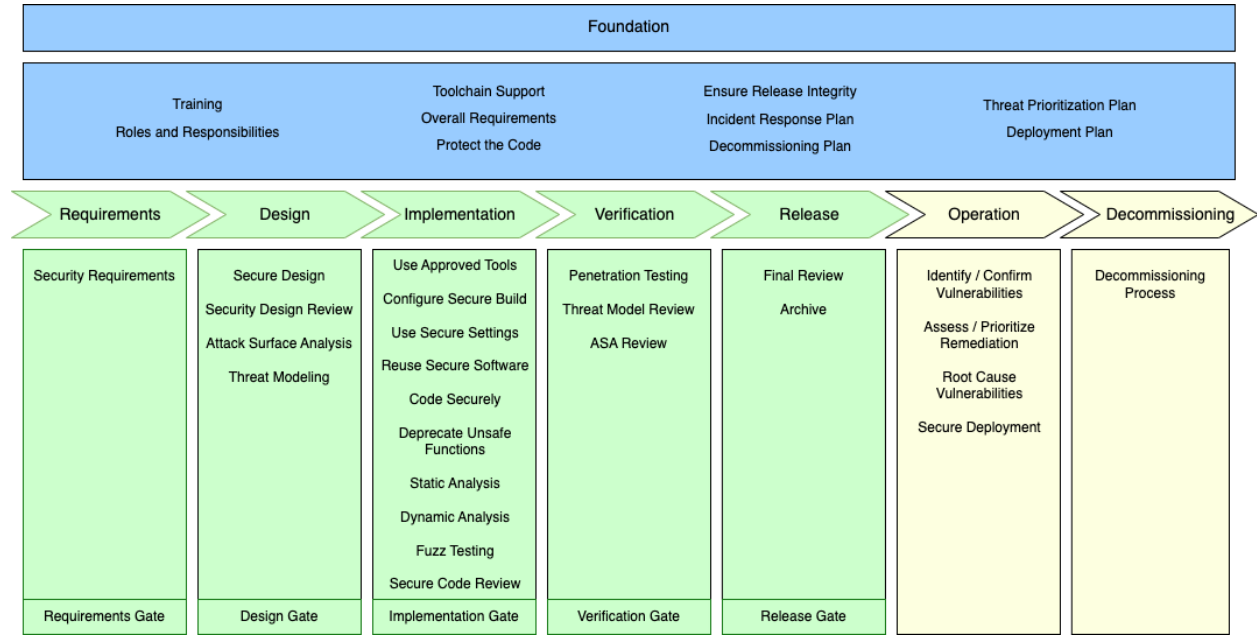 Foundation
Training
Roles and Responsibilities
Toolchain Support
Overall Requirements
Protect the Code
Ensure Release Integrity
Incident Response Plan
Decommissioning Plan
Threat Prioritization Plan
Deployment Plan
Requirements
Design
Implementation
Verification
Release
Operation
Decommissioning
Security Requirements
Requirements Gate
Secure Design
Security Design Review
Attack Surface Analysis
Threat Modeling
Design Gate
Use Approved Tools
Configure Secure Build
Use Secure Settings
Reuse Secure Software
Code Securely
Deprecate Unsafe
Functions
Static Analysis
Dynamic Analysis
Fuzz Testing
Secure Code Review
Implementation Gate
Penetration Testing
Threat Model Review
ASA Review
Verification Gate
Final Review
Archive
Release Gate
Identify / Confirm
Vulnerabilities
Assess / Prioritize
Remediation
Root Cause
Vulnerabilities
Secure Deployment
Decommissioning
Process